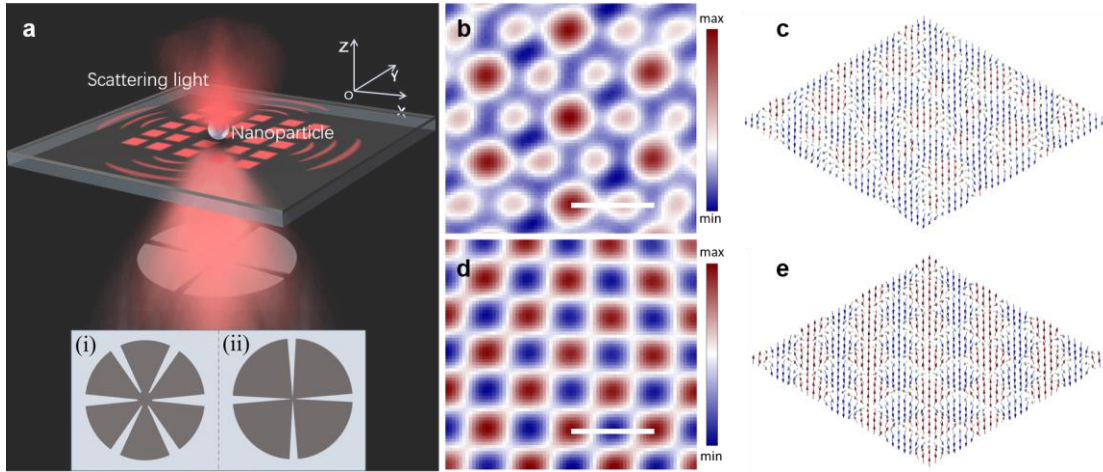 a
Scattering light
Z
Y
O
X
Nanoparticle
(i)
(ii)
b
max
min
c
d
max
min
e